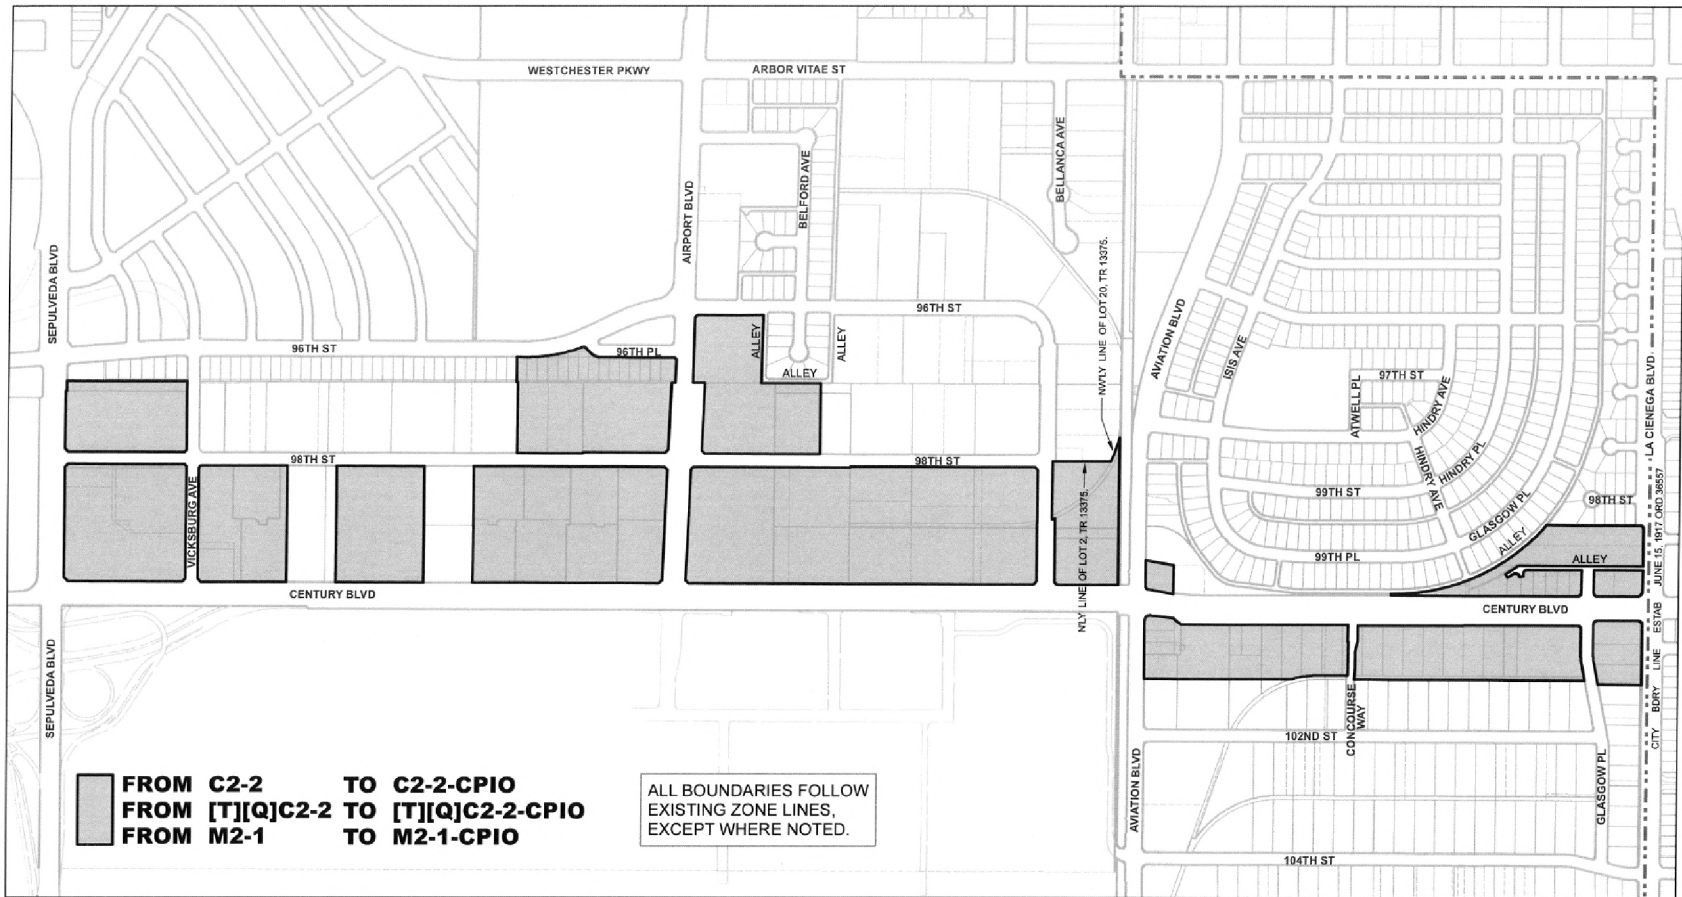 WESTCHESTER PKWY
ARBOR VITAE ST
BELLANCA AVE
BELFORD AVE
AIRPORT BLVD
SEPULVEDA BLVD
NW'LY LINE OF LOT 20, TR 13375.
96TH ST
AVIATION BLVD
ISIS AVE
ALLEY
ALLEY
96TH ST
96TH PL
ALLEY
97TH ST
ATWELL PL
HINDRY AVE
LA CIENEGA BLVD.
98TH ST
98TH ST
HINDRY AVE
HINDRY PL
99TH ST
GLASGOW PL
98TH ST
VICKSBURG AVE
N'LY LINE OF LOT 2, TR 13375.
99TH PL
ALLEY
ALLEY
CENTURY BLVD
CENTURY BLVD
CITY BDRY LINE ESTAB JUNE 15, 1917 ORD 36557
SEPULVEDA BLVD
CONCOURSE
WAY
102ND ST
AVIATION BLVD
GLASGOW PL
104TH ST
FROM C2-2 TO C2-2-CPIO
FROM [T][Q]C2-2 TO [T][Q]C2-2-CPIO
FROM M2-1 TO M2-1-CPIO
ALL BOUNDARIES FOLLOW
EXISTING ZONE LINES,
EXCEPT WHERE NOTED.